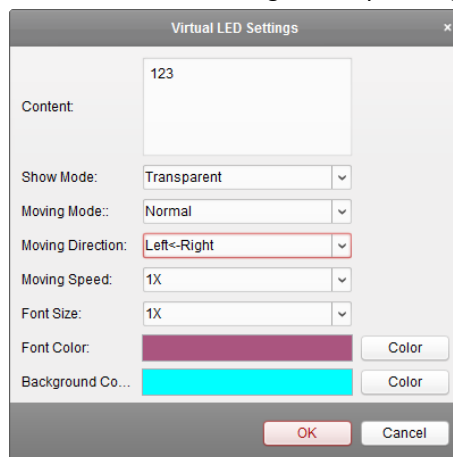 Virtual LED Settings ×
Content: 123
Show Mode: Transparent
Moving Mode:: Normal
Moving Direction: Left<-Right
Moving Speed: 1X
Font Size: 1X
Font Color: Color
Background Co... Color
OK Cancel